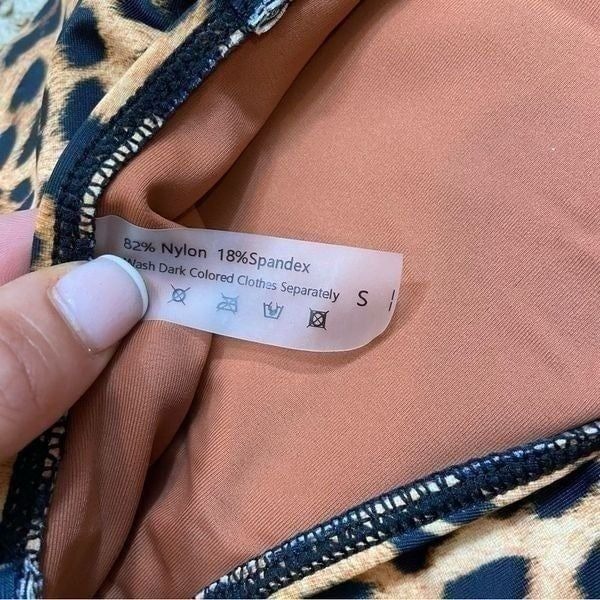 82% Nylon 18%Spandex
Wash Dark Colored Clothes Separately
S